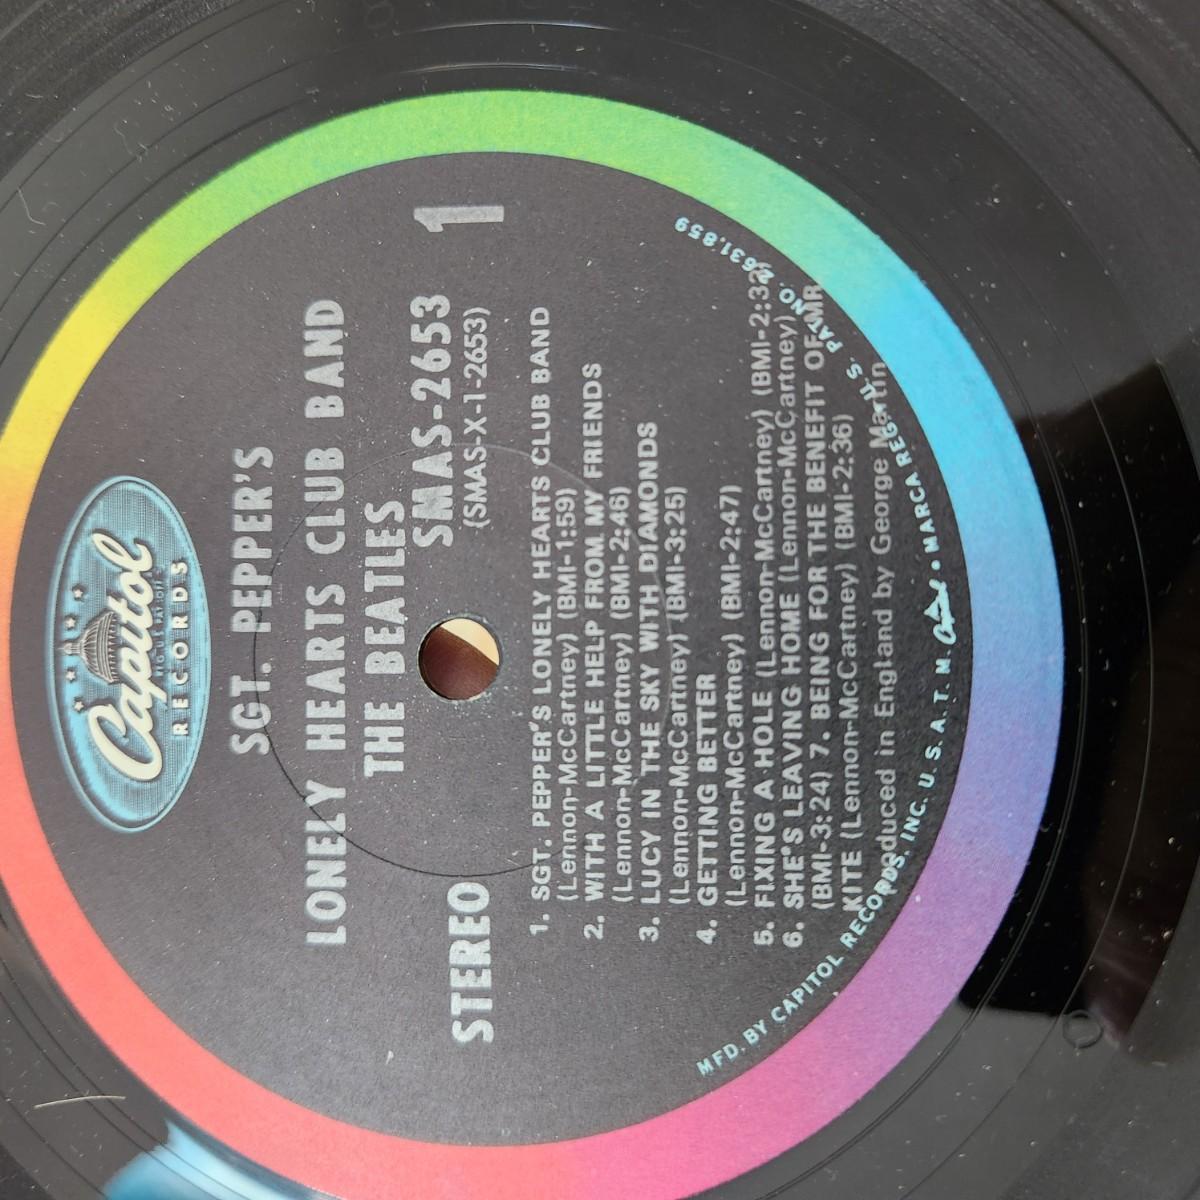 Capitol
RECORDS
SGT. PEPPER'S
LONELY HEARTS CLUB BAND
THE BEATLES
STEREO
SMAS-2653
(SMAS-X-1-2653)
1
1. SGT. PEPPER'S LONELY HEARTS CLUB BAND
(Lennon-McCartney) (BMI-1:59)
2. WITH A LITTLE HELP FROM MY FRIENDS
(Lennon-McCartney) (BMI-2:46)
3. LUCY IN THE SKY WITH DIAMONDS
(Lennon-McCartney) (BMI-3:25)
4. GETTING BETTER
(Lennon-McCartney) (BMI-2:47)
5. FIXING A HOLE (Lennon-McCartney) (BMI-2:33)
6. SHE'S LEAVING HOME (Lennon-McCartney)
(BMI-3:24) 7. BEING FOR THE BENEFIT OF MR.
KITE (Lennon-McCartney) (BMI-2:36)
Produced in England by George Martin
MFD. BY CAPITOL RECORDS, INC. U. S. A. T. M. Capitol • MARCA REG. • U. S. PAT. NO. 2,631,859